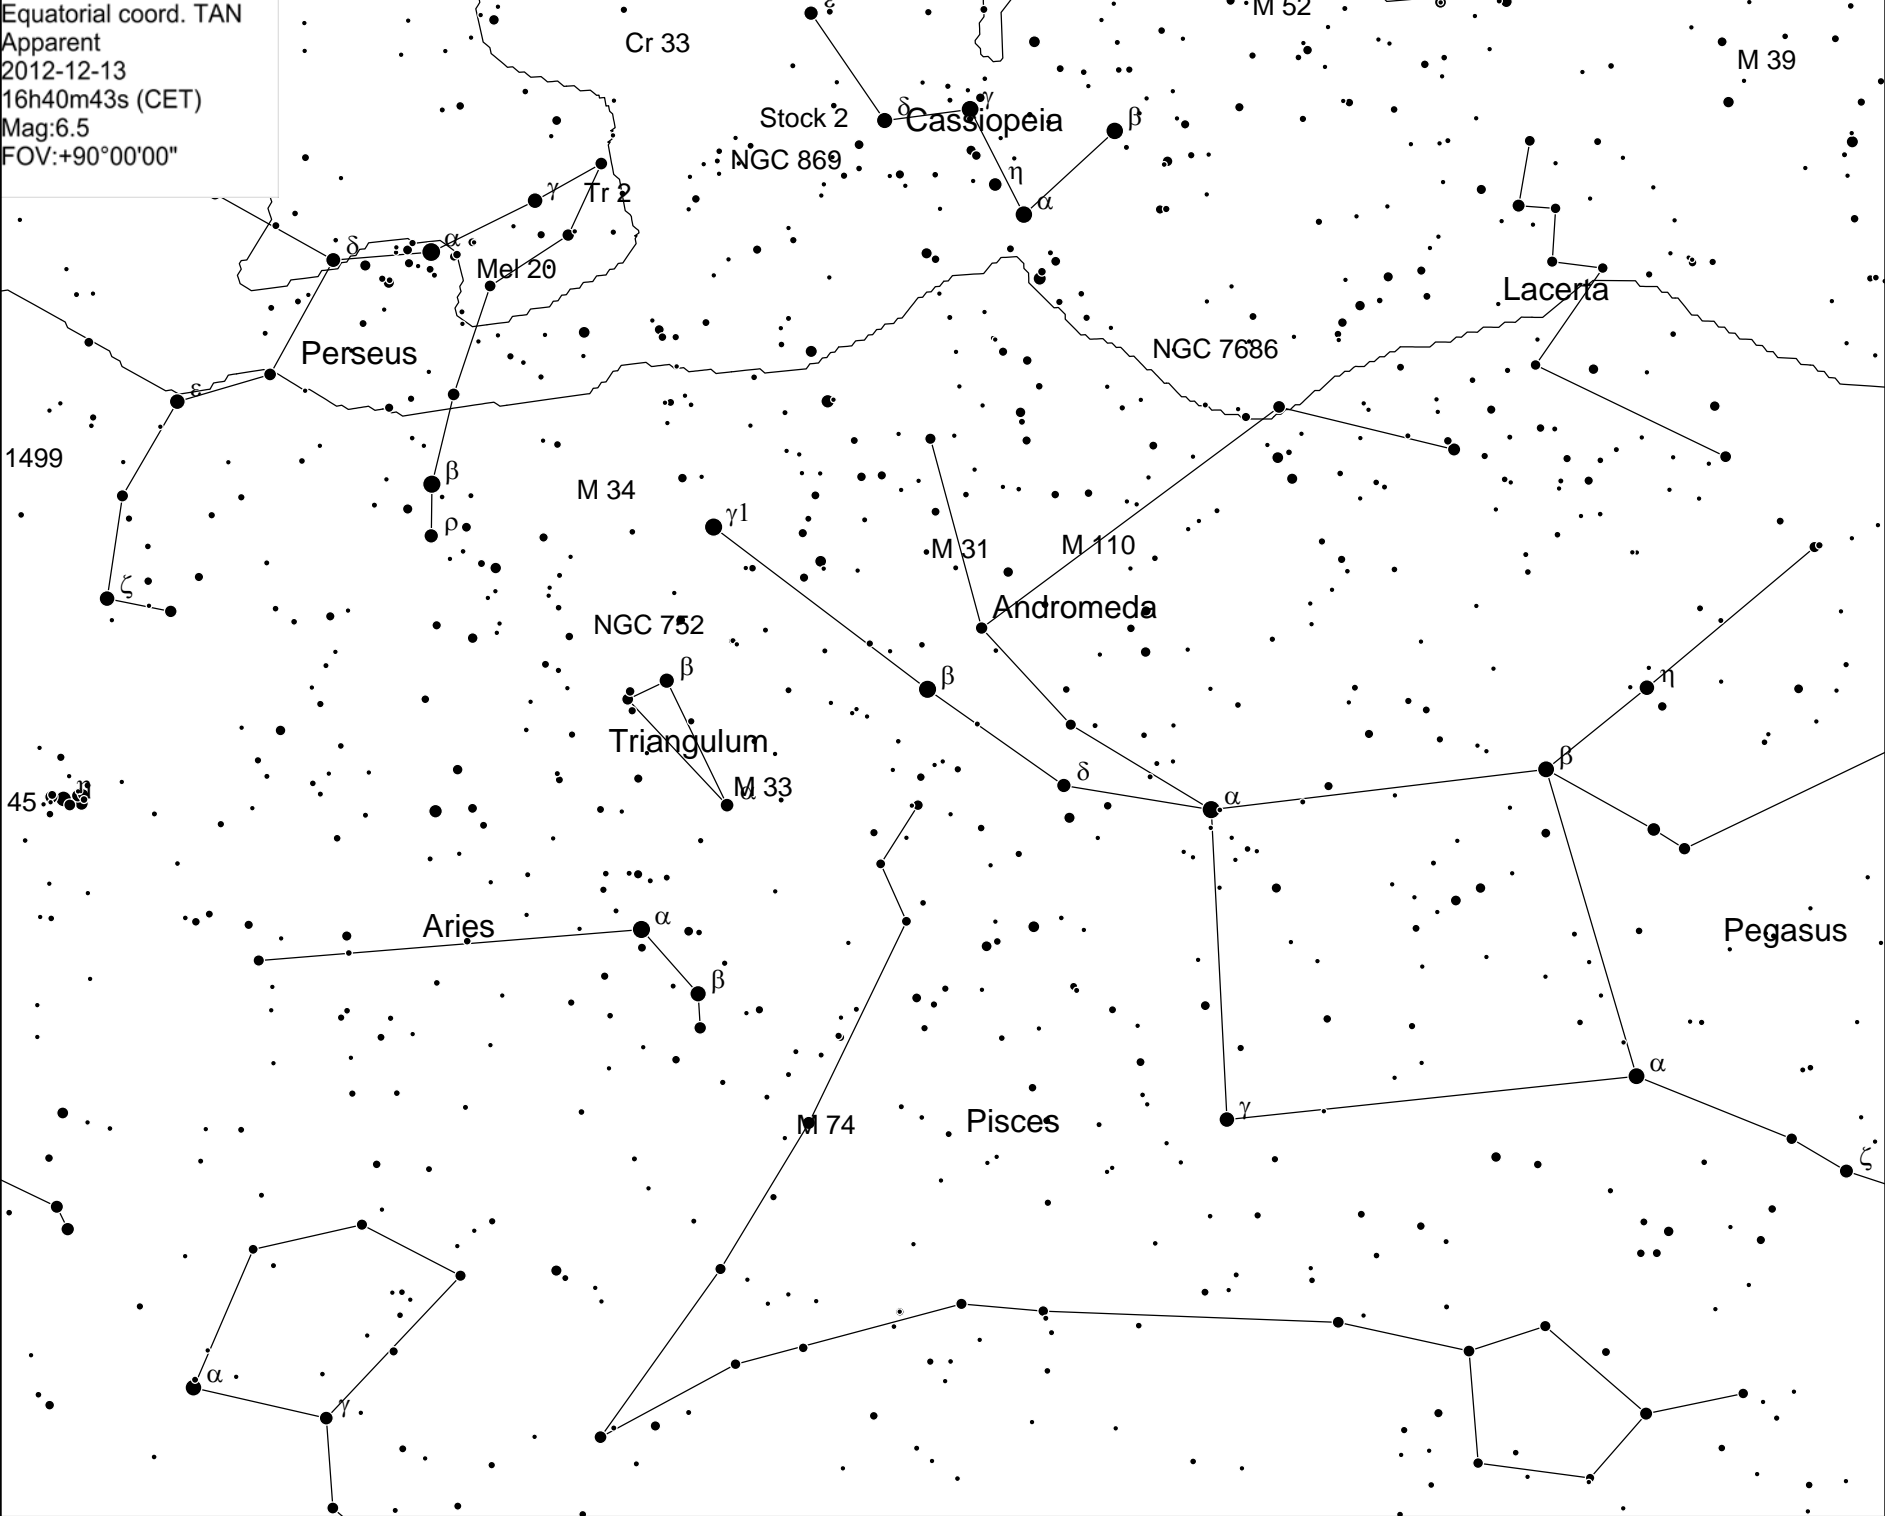 Equatorial coord. TAN
Apparent
2012-12-13
16h40m43s (CET)
Mag:6.5
FOV:+90°00'00"
ε
M 52
Cr 33
M 39
Stock 2
δ
γ
Cassiopeia
β
NGC 869
η
α
γ
Tr 2
δ
α
Mel 20
Lacerta
Perseus
NGC 7686
ε
1499
β
M 34
ρ
γ1
M 31
M 110
ζ
Andromeda
NGC 752
β
β
η
Triangulum
δ
β
M 33
α
45
η
α
Aries
α
Pegasus
β
α
γ
M 74
Pisces
ζ
α
γ